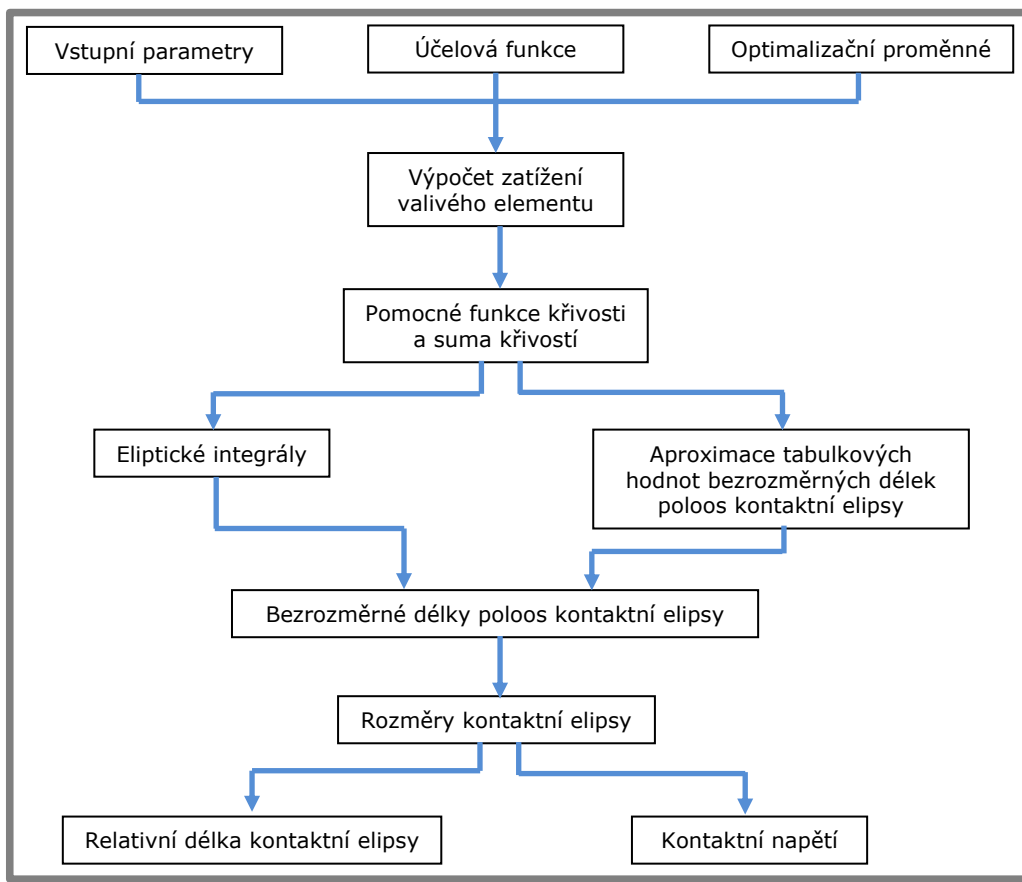 Vstupní parametry
Účelová funkce
Optimalizační proměnné
Výpočet zatížení
valivého elementu
Pomocné funkce křivosti
a suma křivostí
Eliptické integrály
Aproximace tabulkových
hodnot bezrozměrných délek
poloos kontaktní elipsy
Bezrozměrné délky poloos kontaktní elipsy
Rozměry kontaktní elipsy
Relativní délka kontaktní elipsy
Kontaktní napětí